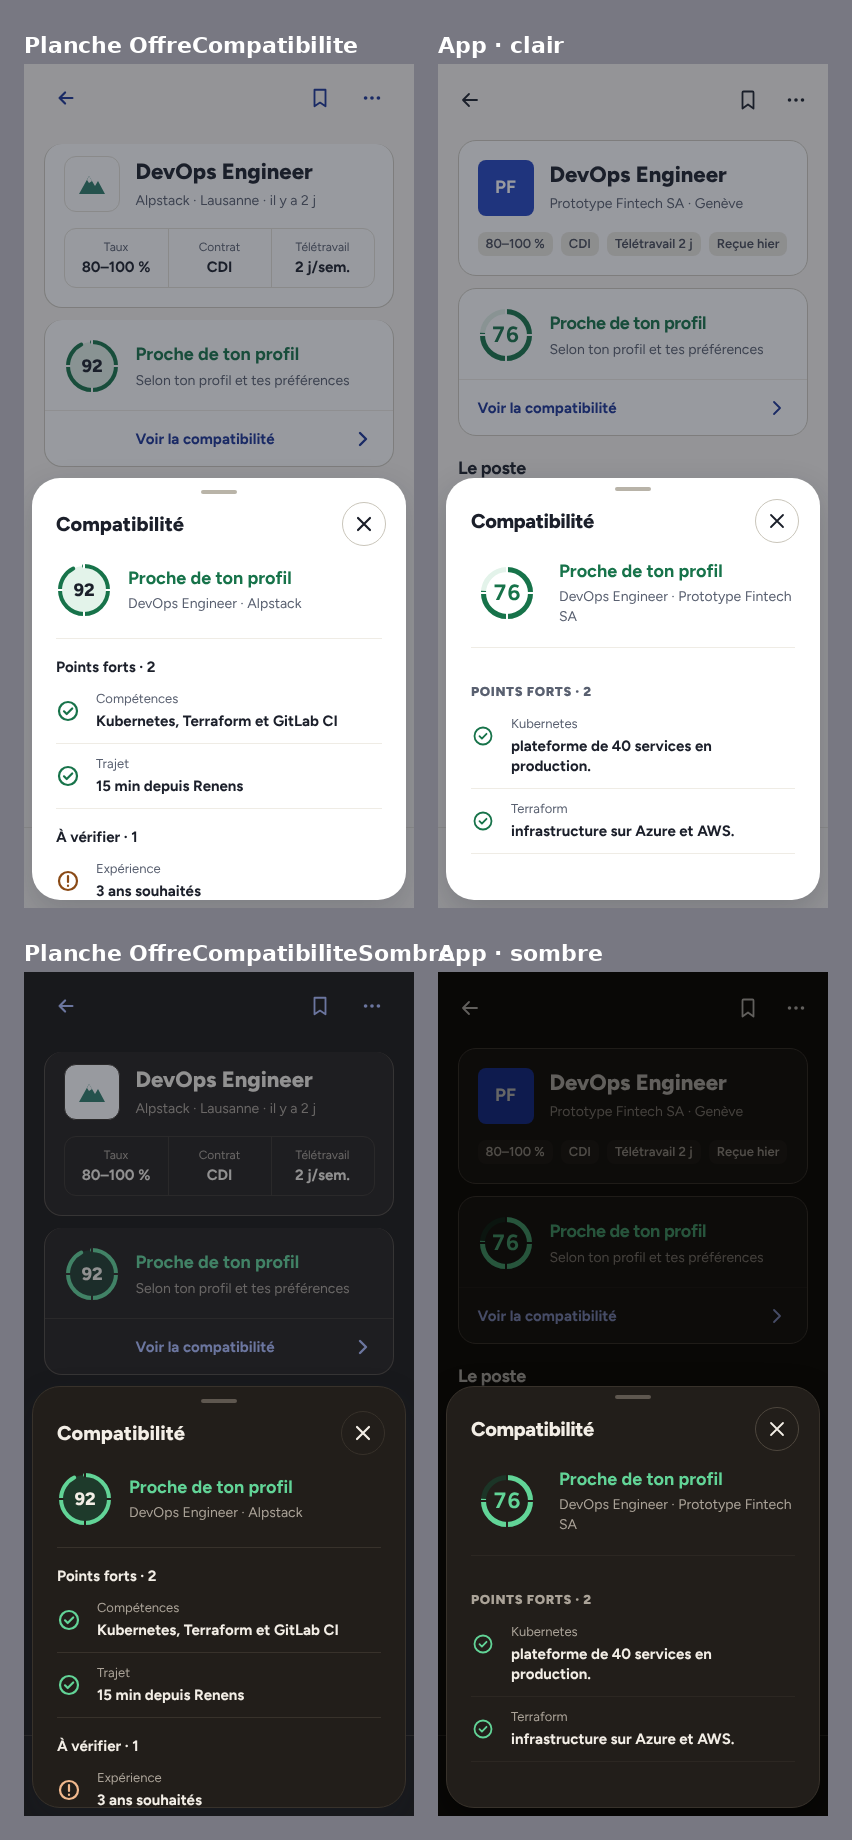 Planche OffreCompatibilite
DevOps Engineer
Alpstack · Lausanne · il y a 2 j
Taux
80–100 %
Contrat
CDI
Télétravail
2 j/sem.
92
Proche de ton profil
Selon ton profil et tes préférences
Voir la compatibilité
Compatibilité
92
Proche de ton profil
DevOps Engineer · Alpstack
Points forts · 2
Compétences
Kubernetes, Terraform et GitLab CI
Trajet
15 min depuis Renens
À vérifier · 1
Expérience
3 ans souhaités
App · clair
PF
DevOps Engineer
Prototype Fintech SA · Genève
80–100 %
CDI
Télétravail 2 j
Reçue hier
76
Proche de ton profil
Selon ton profil et tes préférences
Voir la compatibilité
Le poste
Compatibilité
76
Proche de ton profil
DevOps Engineer · Prototype Fintech
SA
POINTS FORTS · 2
Kubernetes
plateforme de 40 services en
production.
Terraform
infrastructure sur Azure et AWS.
Planche OffreCompatibiliteSombre
DevOps Engineer
Alpstack · Lausanne · il y a 2 j
Taux
80–100 %
Contrat
CDI
Télétravail
2 j/sem.
92
Proche de ton profil
Selon ton profil et tes préférences
Voir la compatibilité
Compatibilité
92
Proche de ton profil
DevOps Engineer · Alpstack
Points forts · 2
Compétences
Kubernetes, Terraform et GitLab CI
Trajet
15 min depuis Renens
À vérifier · 1
Expérience
3 ans souhaités
App · sombre
PF
DevOps Engineer
Prototype Fintech SA · Genève
80–100 %
CDI
Télétravail 2 j
Reçue hier
76
Proche de ton profil
Selon ton profil et tes préférences
Voir la compatibilité
Le poste
Compatibilité
76
Proche de ton profil
DevOps Engineer · Prototype Fintech
SA
POINTS FORTS · 2
Kubernetes
plateforme de 40 services en
production.
Terraform
infrastructure sur Azure et AWS.